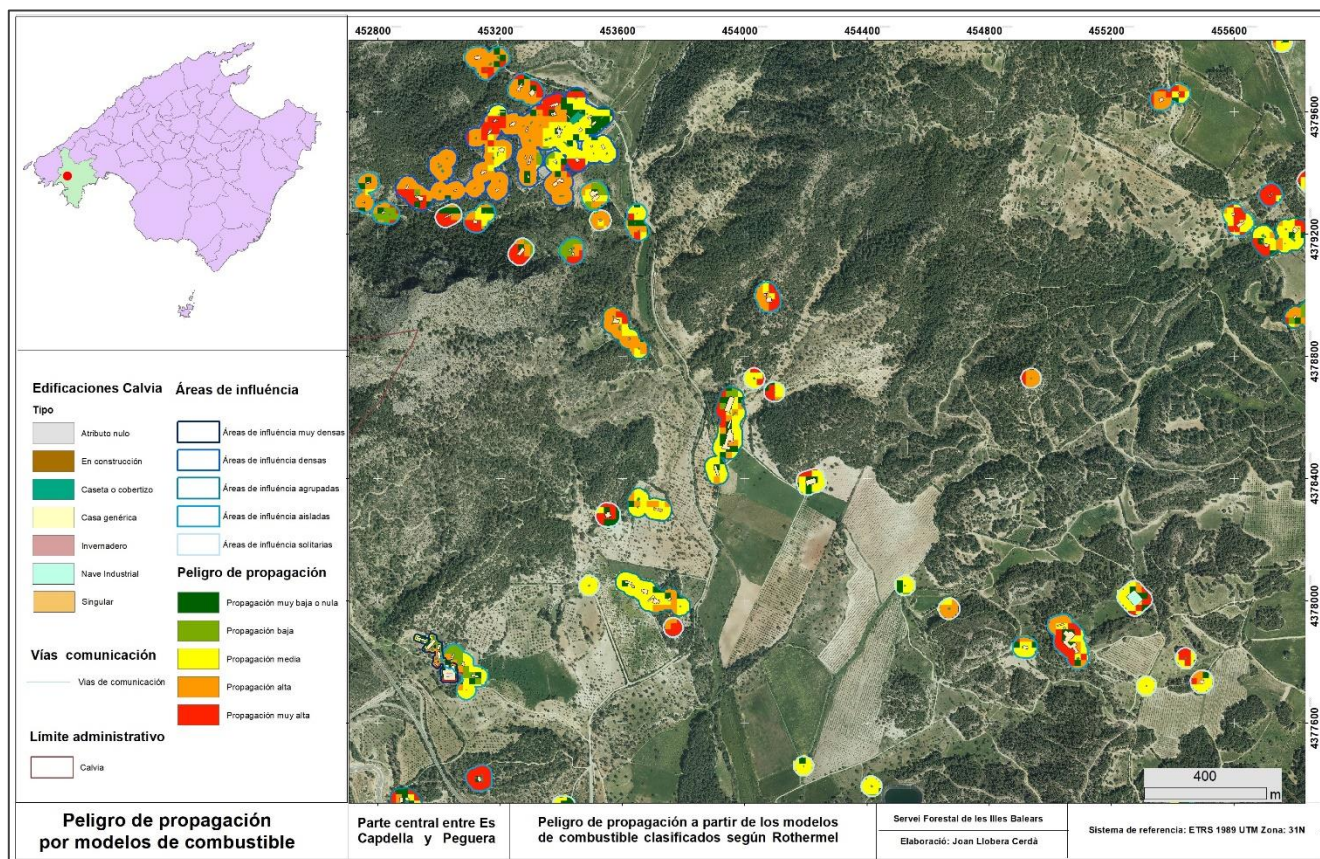 452800 453200 453600 454000 454400 454800 455200 455600
4379600
4379200
4378800
4378400
4378000
4377600
Edificaciones Calvia
Tipo
Atributo nulo
En construcción
Caseta o cobertizo
Casa genérica
Invernadero
Nave Industrial
Singular
Vías comunicación
Vias de comunicación
Límite administrativo
Calvia
Áreas de influéncia
Áreas de influéncia muy densas
Áreas de influéncia densas
Áreas de influéncia agrupadas
Áreas de influéncia aisladas
Áreas de influéncia solitarias
Peligro de propagación
Propagación muy baja o nula
Propagación baja
Propagación media
Propagación alta
Propagación muy alta
400
m
Peligro de propagación
por modelos de combustible
Parte central entre Es
Capdella y Peguera
Peligro de propagación a partir de los modelos
de combustible clasificados según Rothermel
Servei Forestal de les Illes Balears
Elaboració: Joan Llobera Cerdà
Sistema de referencia: ETRS 1989 UTM Zona: 31N